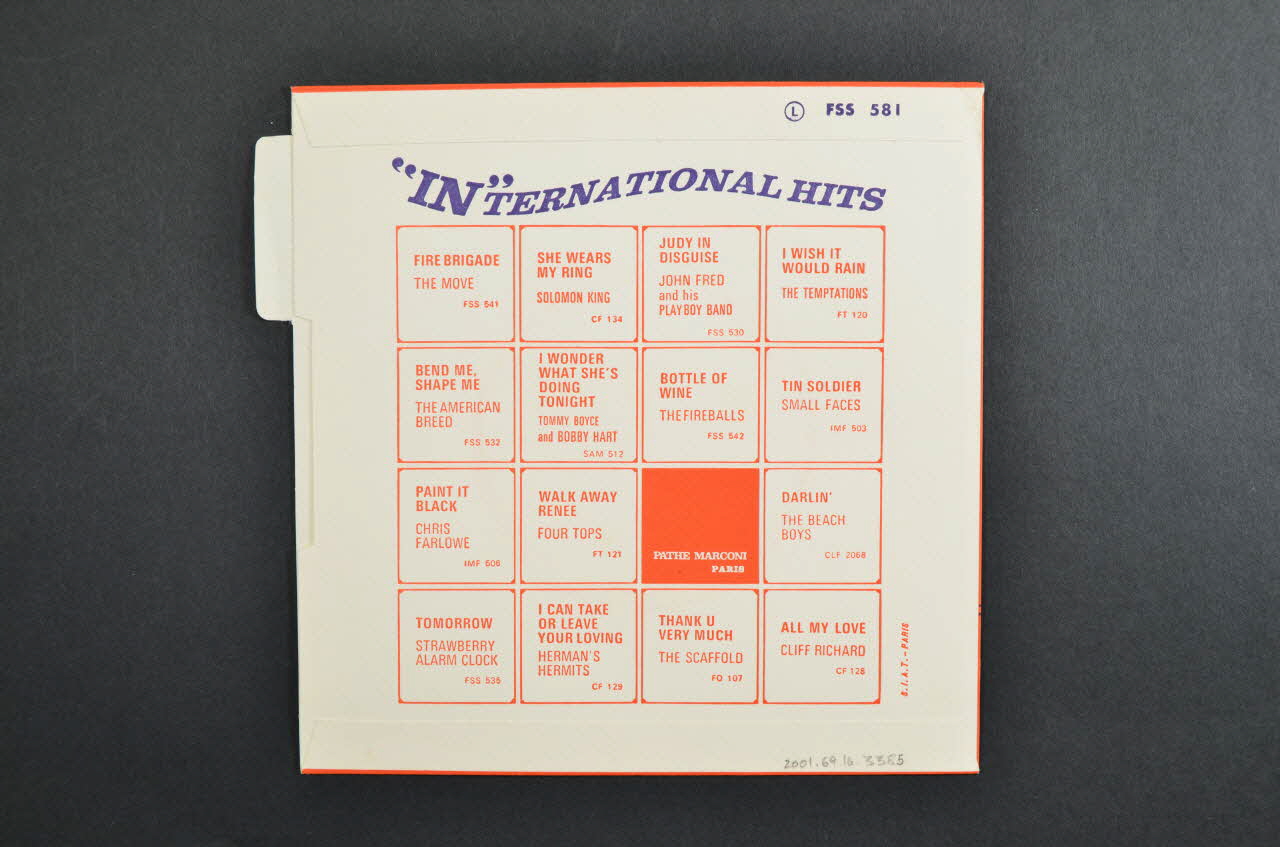 Ⓛ FSS 581
“IN”TERNATIONAL HITS
FIRE BRIGADE
THE MOVE
FSS 541
SHE WEARS
MY RING
SOLOMON KING
CF 134
JUDY IN
DISGUISE
JOHN FRED
and his
PLAYBOY BAND
FSS 530
I WISH IT
WOULD RAIN
THE TEMPTATIONS
FT 120
BEND ME,
SHAPE ME
THE AMERICAN
BREED
FSS 532
I WONDER
WHAT SHE'S
DOING
TONIGHT
TOMMY BOYCE
and BOBBY HART
SAM 512
BOTTLE OF
WINE
THE FIREBALLS
FSS 542
TIN SOLDIER
SMALL FACES
IMF 503
PAINT IT
BLACK
CHRIS
FARLOWE
IMF 506
WALK AWAY
RENEE
FOUR TOPS
FT 121
PATHE MARCONI
PARIS
DARLIN'
THE BEACH
BOYS
CLF 2068
TOMORROW
STRAWBERRY
ALARM CLOCK
FSS 535
I CAN TAKE
OR LEAVE
YOUR LOVING
HERMAN'S
HERMITS
CF 129
THANK U
VERY MUCH
THE SCAFFOLD
FO 107
ALL MY LOVE
CLIFF RICHARD
CF 128
S.I.A.T. - PARIS
2001.69.16.3385